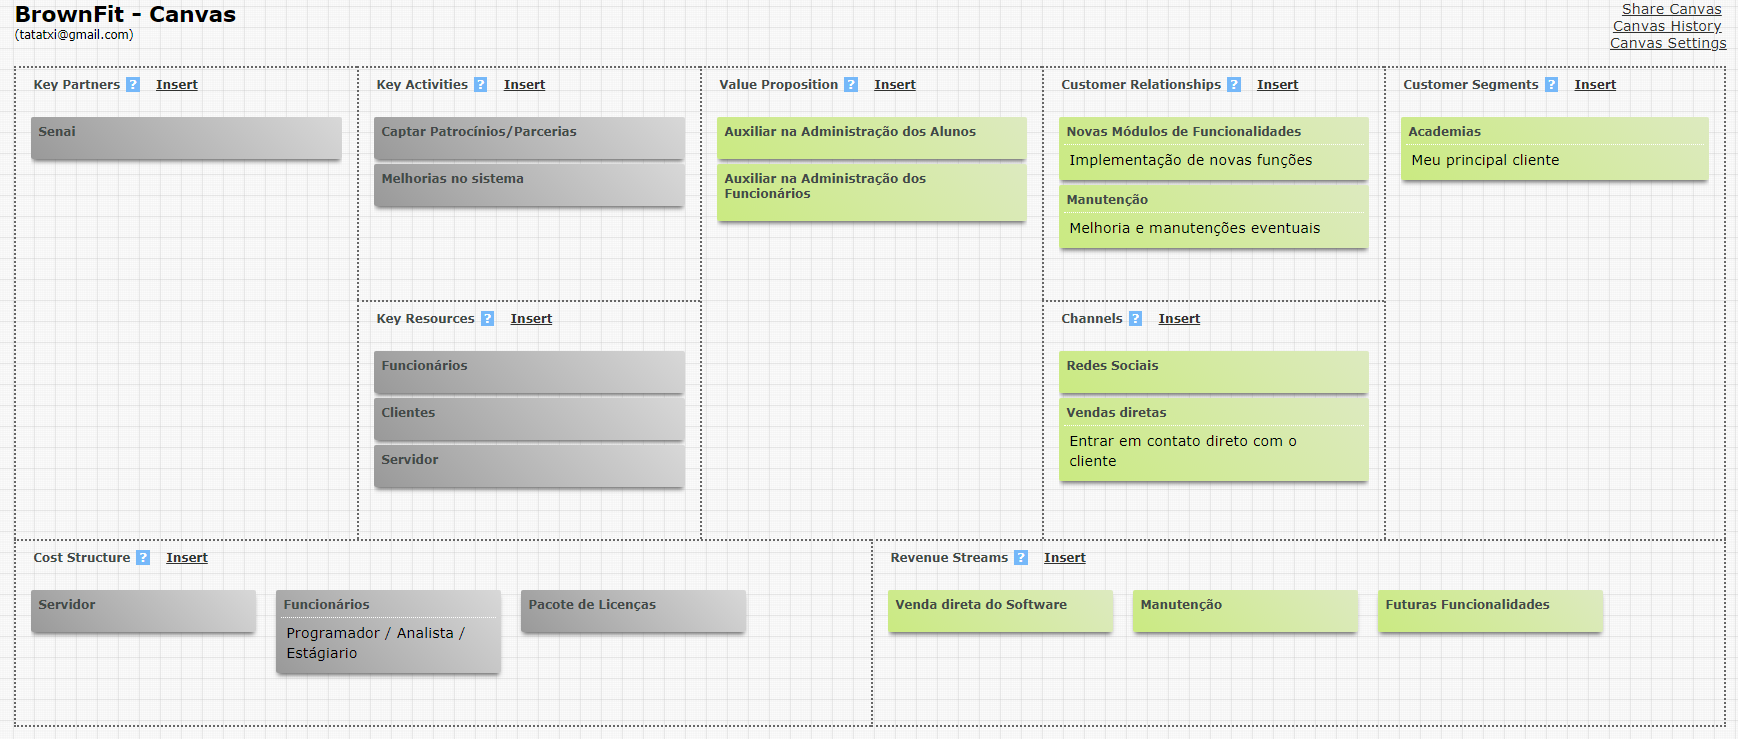 BrownFit - Canvas
(tatatxi@gmail.com)
Share Canvas
Canvas History
Canvas Settings
Key Partners ? Insert
Senai
Key Activities ? Insert
Captar Patrocínios/Parcerias
Melhorias no sistema
Key Resources ? Insert
Funcionários
Clientes
Servidor
Value Proposition ? Insert
Auxiliar na Administração dos Alunos
Auxiliar na Administração dos
Funcionários
Customer Relationships ? Insert
Novas Módulos de Funcionalidades
Implementação de novas funções
Manutenção
Melhoria e manutenções eventuais
Channels ? Insert
Redes Sociais
Vendas diretas
Entrar em contato direto com o
cliente
Customer Segments ? Insert
Academias
Meu principal cliente
Cost Structure ? Insert
Servidor
Funcionários
Programador / Analista /
Estágiario
Pacote de Licenças
Revenue Streams ? Insert
Venda direta do Software
Manutenção
Futuras Funcionalidades